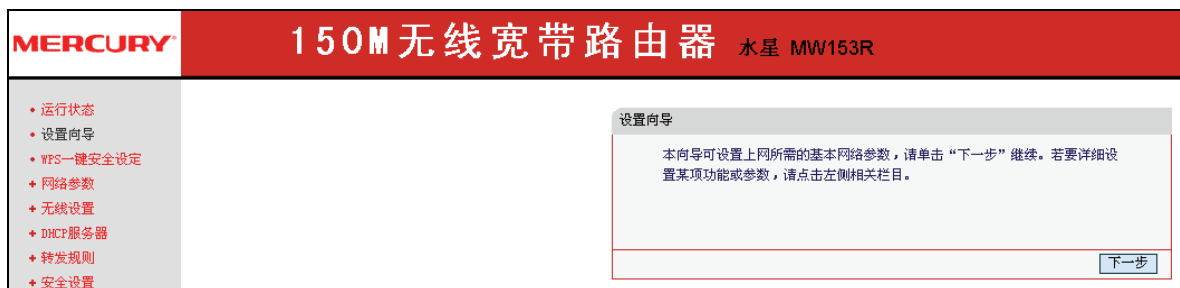 MERCURY
150M无线宽带路由器 水星 MW153R
运行状态
设置向导
WPS一键安全设定
网络参数
无线设置
DHCP服务器
转发规则
安全设置
设置向导
本向导可设置上网所需的基本网络参数，请单击“下一步”继续。若要详细设
置某项功能或参数，请点击左侧相关栏目。
下一步